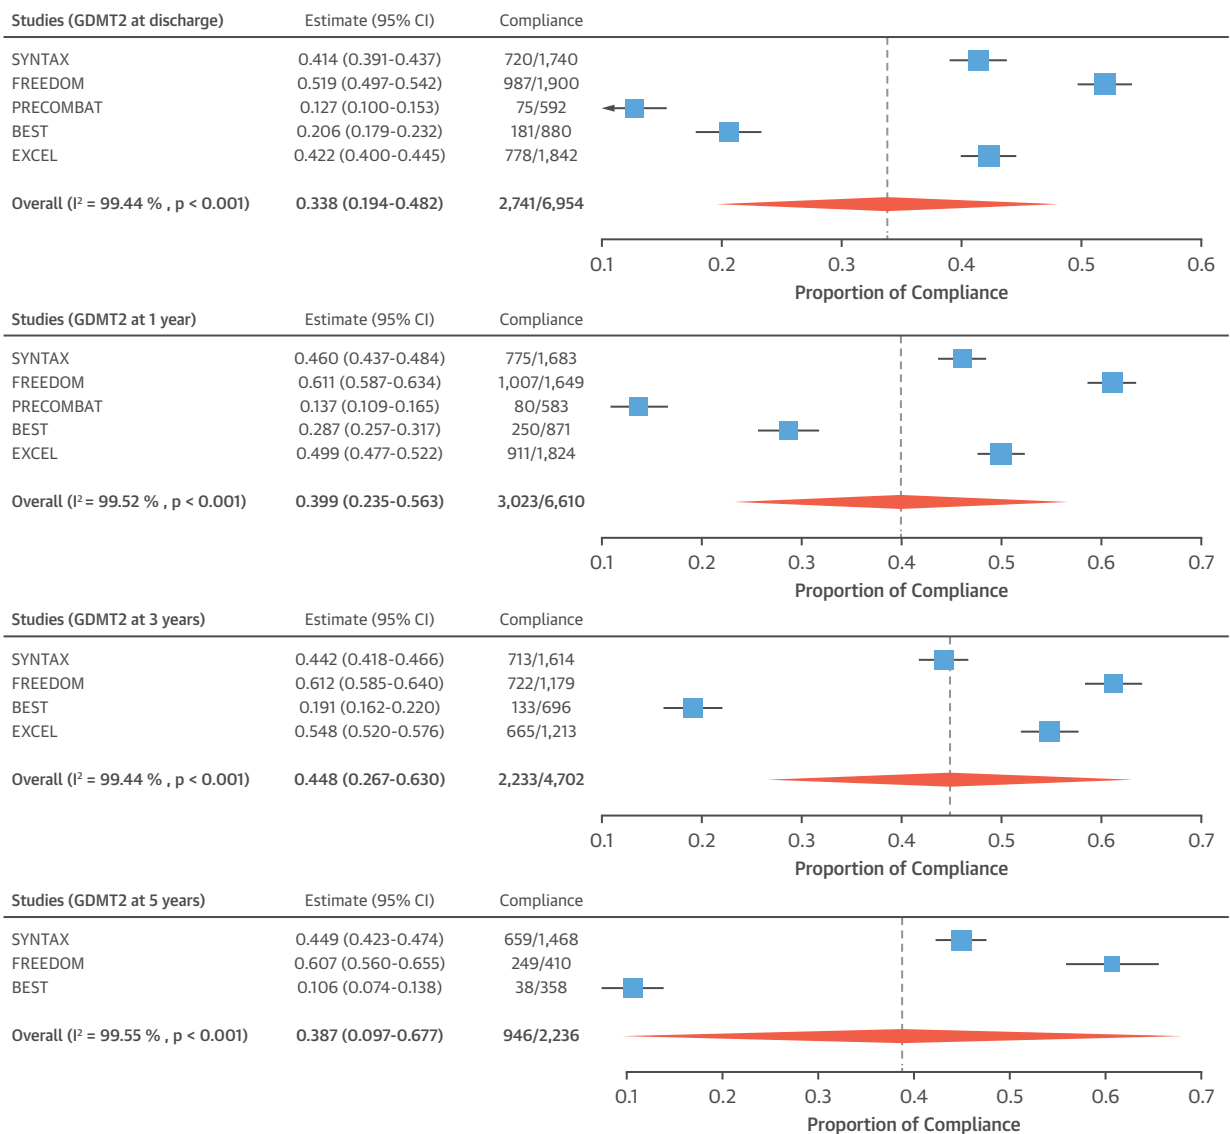 Studies (GDMT2 at discharge) Estimate (95% CI) Compliance
SYNTAX 0.414 (0.391-0.437) 720/1,740
FREEDOM 0.519 (0.497-0.542) 987/1,900
PRECOMBAT 0.127 (0.100-0.153) 75/592
BEST 0.206 (0.179-0.232) 181/880
EXCEL 0.422 (0.400-0.445) 778/1,842
Overall (I² = 99.44 % , p < 0.001) 0.338 (0.194-0.482) 2,741/6,954
0.1 0.2 0.3 0.4 0.5 0.6
Proportion of Compliance
Studies (GDMT2 at 1 year) Estimate (95% CI) Compliance
SYNTAX 0.460 (0.437-0.484) 775/1,683
FREEDOM 0.611 (0.587-0.634) 1,007/1,649
PRECOMBAT 0.137 (0.109-0.165) 80/583
BEST 0.287 (0.257-0.317) 250/871
EXCEL 0.499 (0.477-0.522) 911/1,824
Overall (I² = 99.52 % , p < 0.001) 0.399 (0.235-0.563) 3,023/6,610
0.1 0.2 0.3 0.4 0.5 0.6 0.7
Proportion of Compliance
Studies (GDMT2 at 3 years) Estimate (95% CI) Compliance
SYNTAX 0.442 (0.418-0.466) 713/1,614
FREEDOM 0.612 (0.585-0.640) 722/1,179
BEST 0.191 (0.162-0.220) 133/696
EXCEL 0.548 (0.520-0.576) 665/1,213
Overall (I² = 99.44 % , p < 0.001) 0.448 (0.267-0.630) 2,233/4,702
0.1 0.2 0.3 0.4 0.5 0.6 0.7
Proportion of Compliance
Studies (GDMT2 at 5 years) Estimate (95% CI) Compliance
SYNTAX 0.449 (0.423-0.474) 659/1,468
FREEDOM 0.607 (0.560-0.655) 249/410
BEST 0.106 (0.074-0.138) 38/358
Overall (I² = 99.55 % , p < 0.001) 0.387 (0.097-0.677) 946/2,236
0.1 0.2 0.3 0.4 0.5 0.6 0.7
Proportion of Compliance